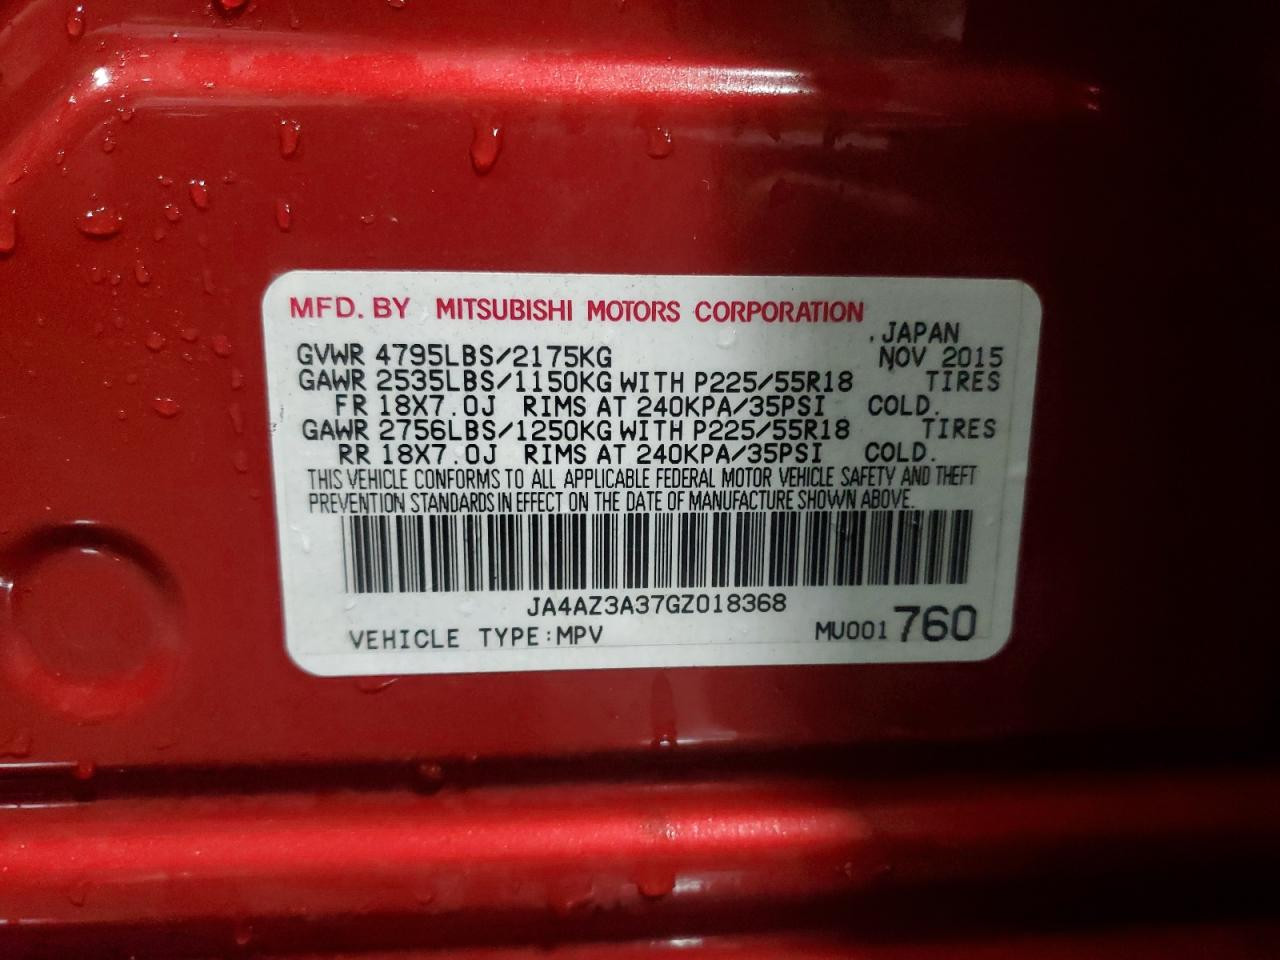 MFD. BY MITSUBISHI MOTORS CORPORATION
.JAPAN
GVWR 4795LBS/2175KG NOV 2015
GAWR 2535LBS/1150KG WITH P225/55R18 TIRES
FR 18X7.0J RIMS AT 240KPA/35PSI COLD.
GAWR 2756LBS/1250KG WITH P225/55R18 TIRES
RR 18X7.0J RIMS AT 240KPA/35PSI COLD.
THIS VEHICLE CONFORMS TO ALL APPLICABLE FEDERAL MOTOR VEHICLE SAFETY AND THEFT
PREVENTION STANDARDS IN EFFECT ON THE DATE OF MANUFACTURE SHOWN ABOVE.
JA4AZ3A37GZ018368
VEHICLE TYPE:MPV MU001 760